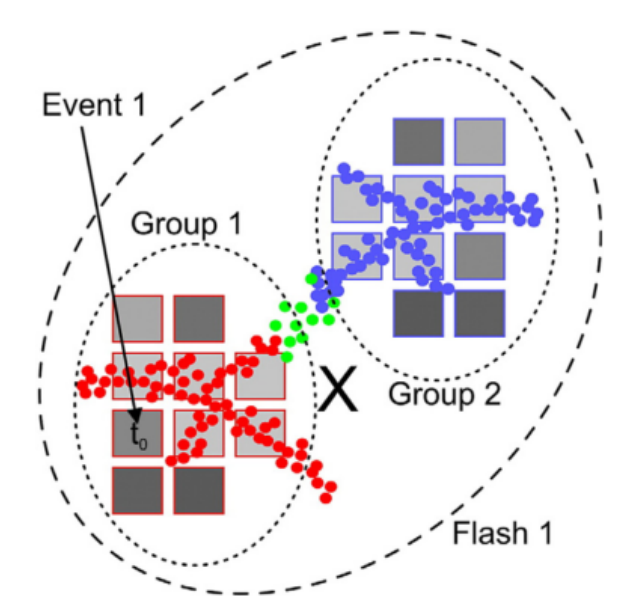 Event 1
Group 1
t₀
X
Group 2
Flash 1